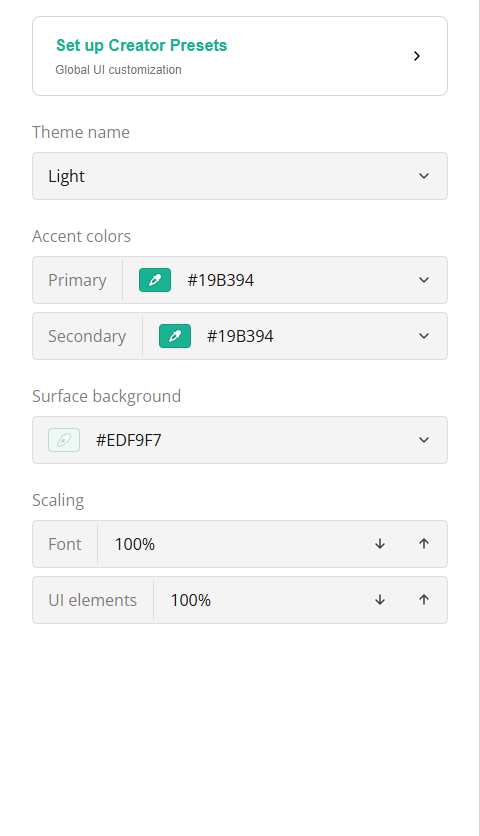 Set up Creator Presets
Global UI customization
Theme name
Light
Accent colors
Primary #19B394
Secondary #19B394
Surface background
#EDF9F7
Scaling
Font 100%
UI elements 100%